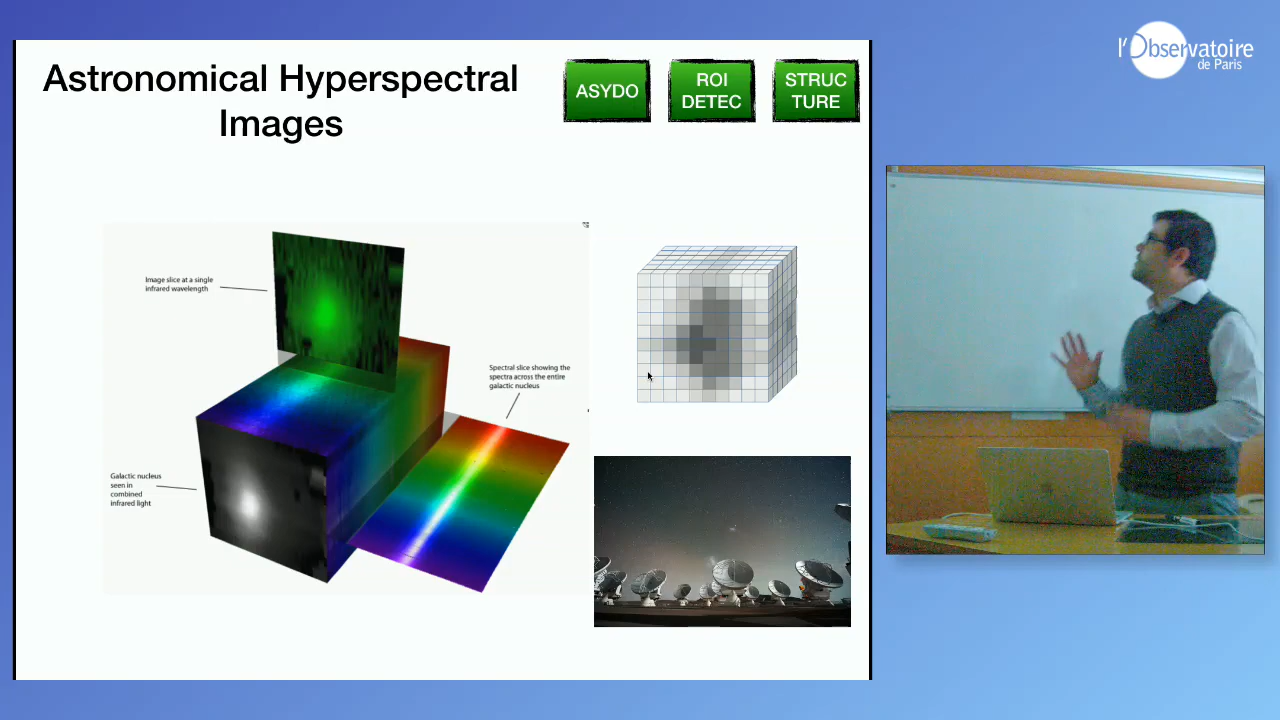 Astronomical Hyperspectral
Images
ASYDO
ROI
DETEC
STRUC
TURE
l'Observatoire
de Paris
Image slice at a single
infrared wavelength
Spectral slice showing the
spectra across the entire
galactic nucleus
Galactic nucleus
seen in
combined
infrared light